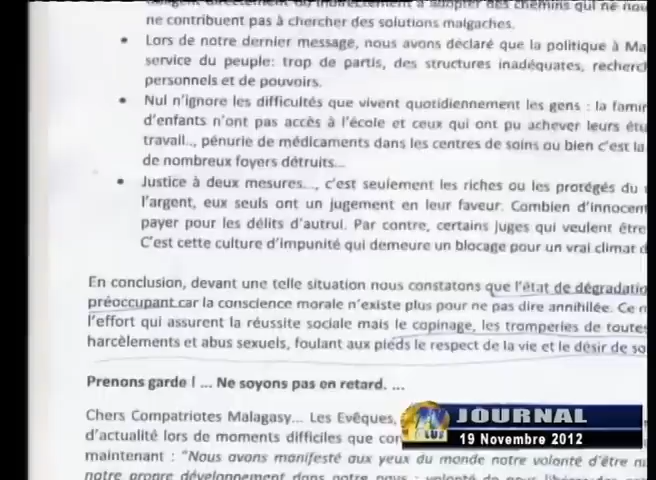 ne contribuent pas à chercher des solutions malgaches.
• Lors de notre dernier message, nous avons déclaré que la politique à Ma
service du peuple: trop de partis, des structures inadéquates, recherc
personnels et de pouvoirs.
• Nul n'ignore les difficultés que vivent quotidiennement les gens : la fami
d'enfants n'ont pas accès à l'école et ceux qui ont pu achever leurs étu
travail.., pénurie de médicaments dans les centres de soins ou bien c'est la
de nombreux foyers détruits...
• Justice à deux mesures..., c'est seulement les riches ou les protégés du
l'argent, eux seuls ont un jugement en leur faveur. Combien d'innocen
payer pour les délits d'autrui. Par contre, certains juges qui veulent être
C'est cette culture d'impunité qui demeure un blocage pour un vrai climat d
En conclusion, devant une telle situation nous constatons que l'état de dégradatio
préoccupant.car la conscience morale n'existe plus pour ne pas dire annihilée. Ce n
l'effort qui assurent la réussite sociale mais le copinage, les tromperies de toutes
harcèlements et abus sexuels, foulant aux pieds le respect de la vie et le désir de so
Prenons garde ! ... Ne soyons pas en retard. ...
Chers Compatriotes Malagasy... Les Evêques,
d'actualité lors de moments difficiles que con
maintenant : "Nous avons manifesté aux yeux du monde notre volonté d'être
JOURNAL
19 Novembre 2012